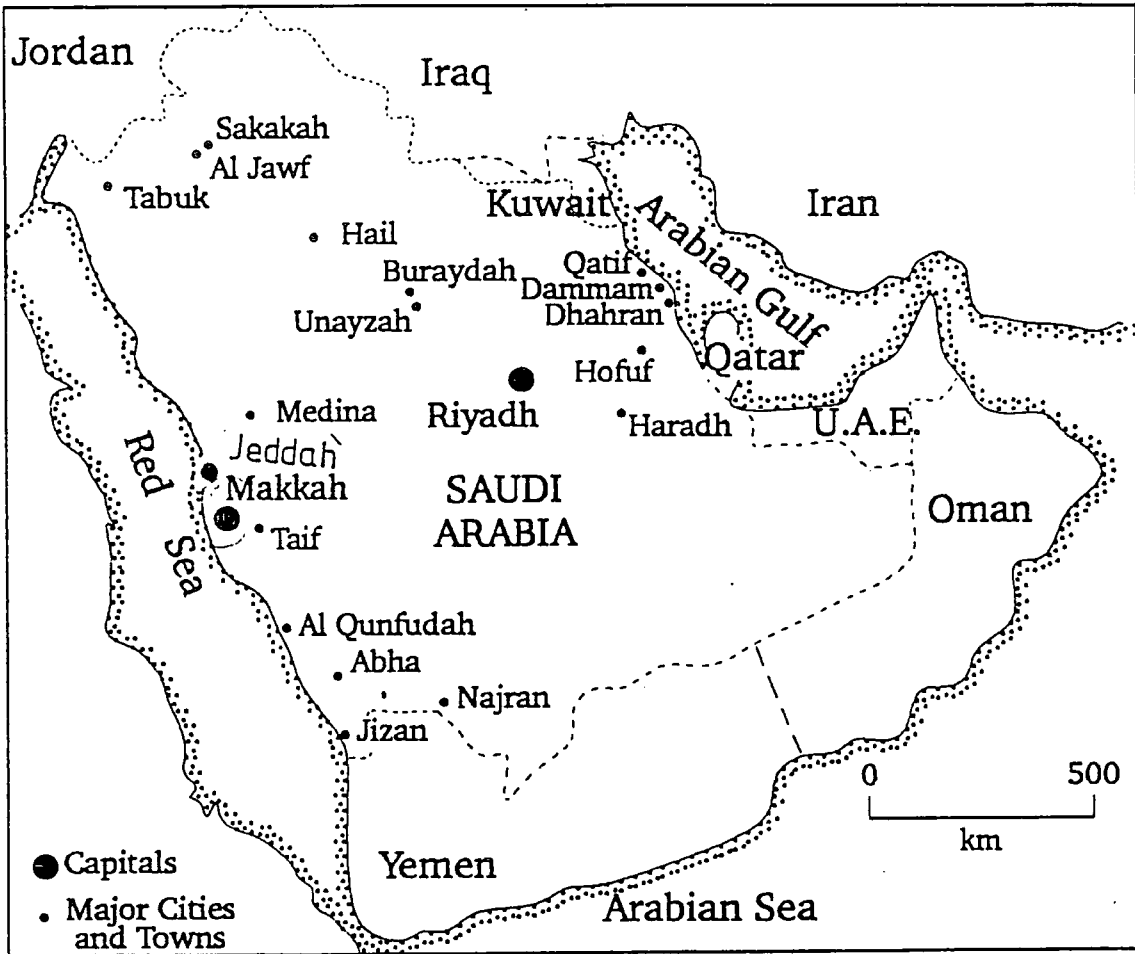 Jordan
Iraq
Sakakah
Al Jawf
Tabuk
Kuwait
Iran
Arabian Gulf
Hail
Qatif
Buraydah
Dammam
Dhahran
Unayzah
Qatar
Hofuf
Riyadh
Medina
Haradh
U.A.E.
Jeddah
Red Sea
Makkah
SAUDI
ARABIA
Taif
Oman
Al Qunfudah
Abha
Najran
Jizan
0 500
km
Capitals
Yemen
Major Cities
and Towns
Arabian Sea